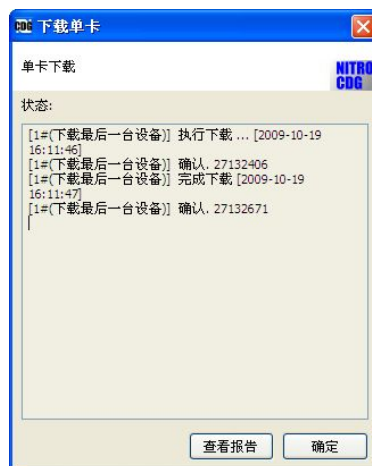 CDG 下载单卡
单卡下载
NITRO
CDG
状态:
[1#(下载最后一台设备)] 执行下载 ... [2009-10-19
16:11:46]
[1#(下载最后一台设备)] 确认. 27132406
[1#(下载最后一台设备)] 完成下载 [2009-10-19
16:11:47]
[1#(下载最后一台设备)] 确认. 27132671
查看报告
确定